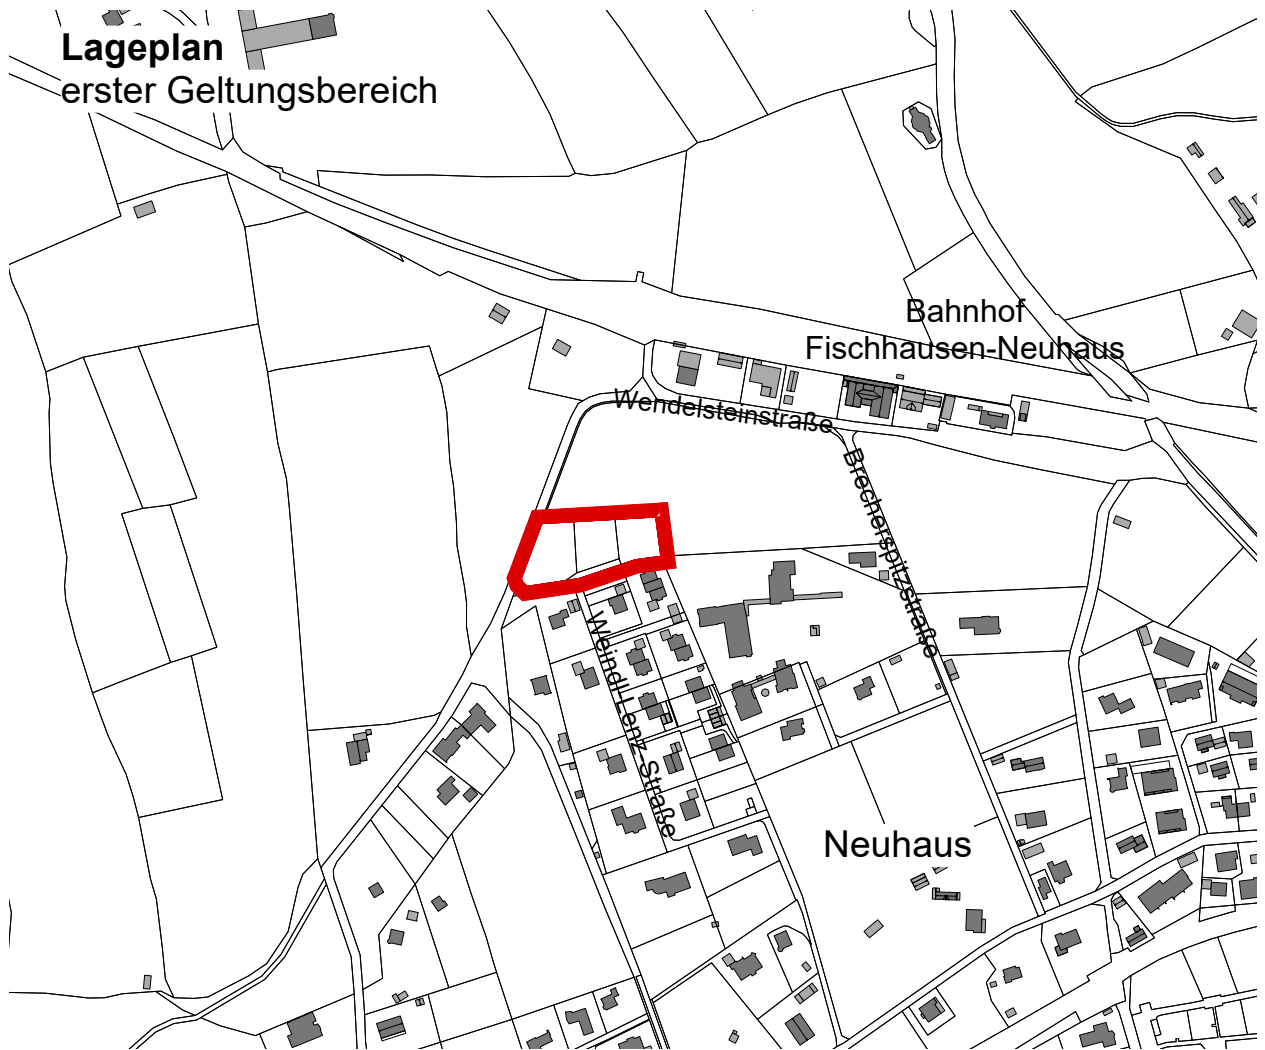 Lageplan
erster Geltungsbereich
Bahnhof
Fischhausen-Neuhaus
Wendelsteinstraße
Brecherspitzstraße
Weindl-Lenz-Straße
Neuhaus